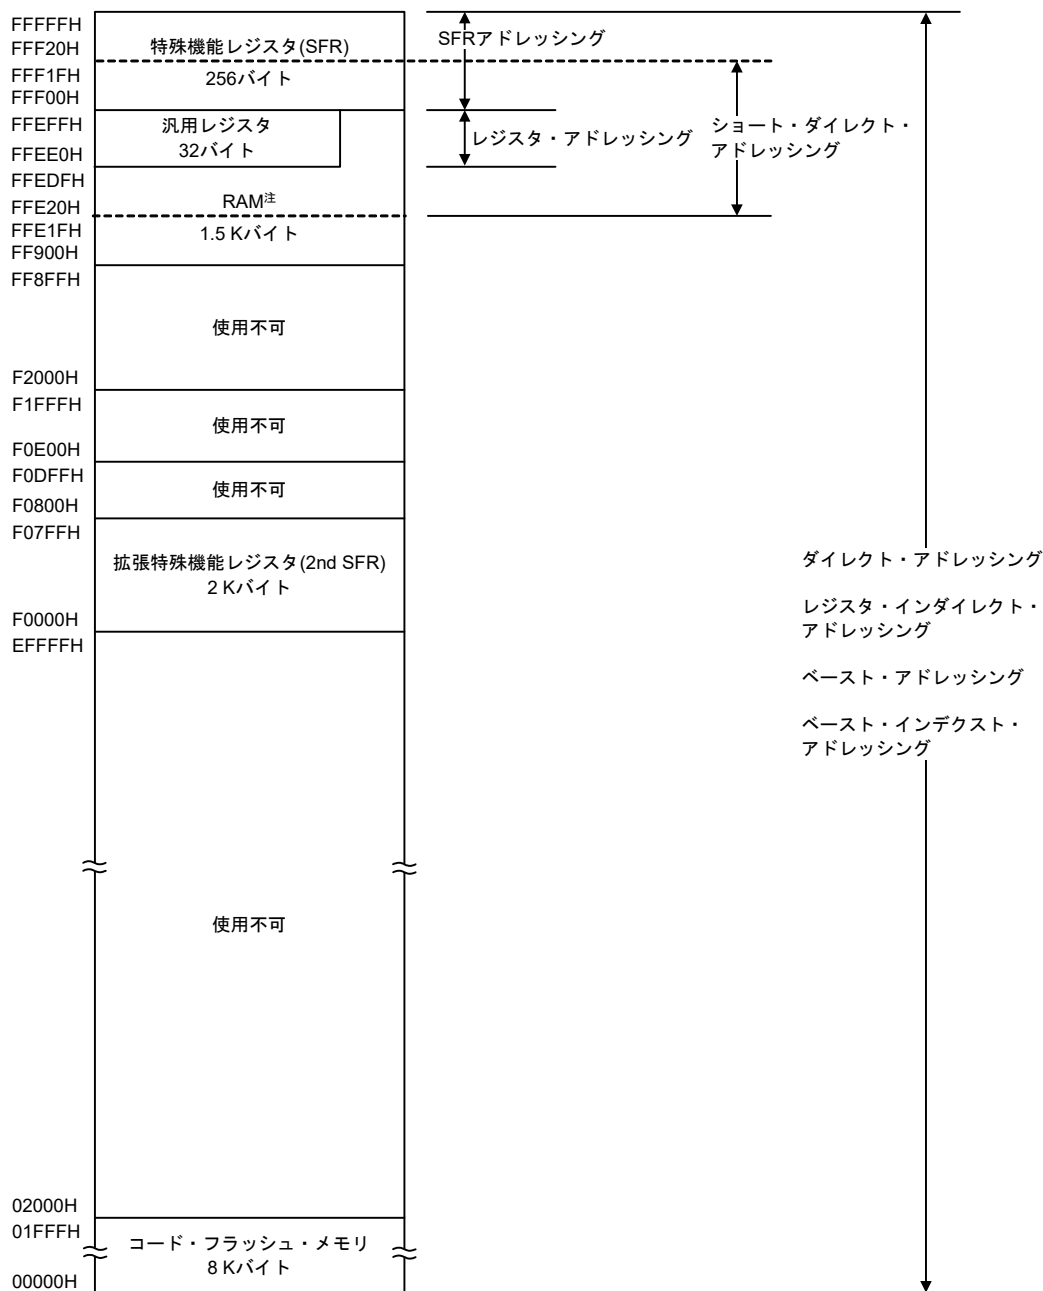 FFFFFH
SFRアドレッシング
FFF20H
特殊機能レジスタ(SFR)
FFF1FH
256バイト
FFF00H
FFEFFH
汎用レジスタ
レジスタ・アドレッシング
ショート・ダイレクト・
アドレッシング
FFEE0H
32バイト
FFEDFH
FFE20H
RAM注
FFE1FH
1.5 Kバイト
FF900H
FF8FFH
使用不可
F2000H
F1FFFH
使用不可
F0E00H
F0DFFH
使用不可
F0800H
F07FFH
拡張特殊機能レジスタ(2nd SFR)
2 Kバイト
F0000H
EFFFFH
ダイレクト・アドレッシング
レジスタ・インダイレクト・
アドレッシング
ベースト・アドレッシング
ベースト・インデクスト・
アドレッシング
使用不可
02000H
01FFFH
コード・フラッシュ・メモリ
8 Kバイト
00000H